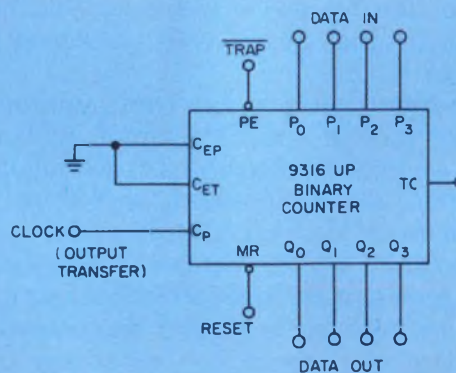 DATA IN
TRAP
PE P0 P1 P2 P3
CEP
9316 UP
BINARY
COUNTER
CET
TC
CLOCK
CP
(OUTPUT
TRANSFER)
MR Q0 Q1 Q2 Q3
RESET
DATA OUT